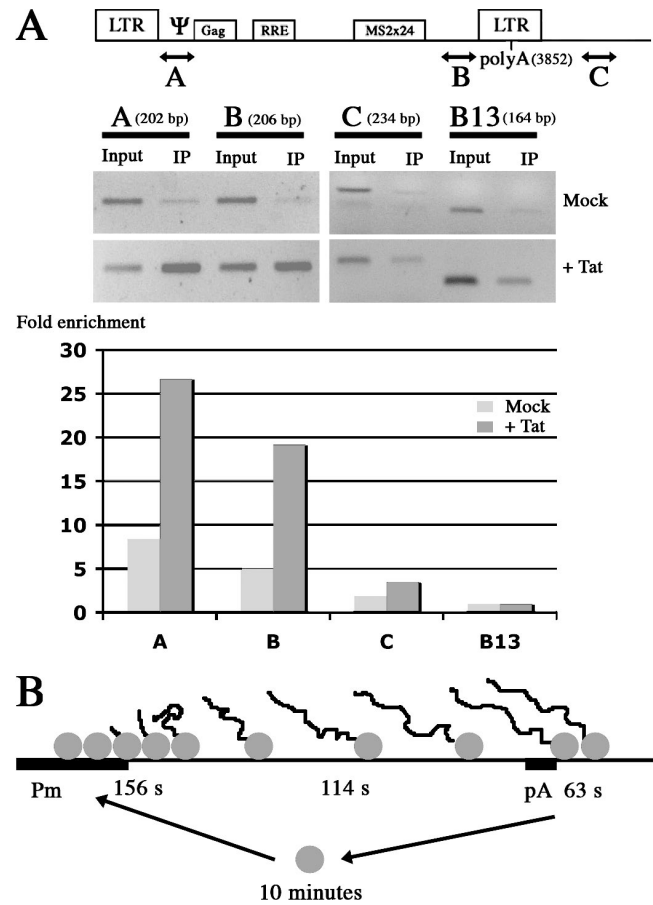 A
LTR Ψ Gag RRE MS2x24 LTR
polyA(3852)
A B C
A (202 bp) B (206 bp) C (234 bp) B13 (164 bp)
Input IP Input IP Input IP Input IP
Mock
+ Tat
Fold enrichment
30
25
20
15
10
5
0
Mock
+ Tat
A B C B13
B
Pm 156 s 114 s pA 63 s
10 minutes